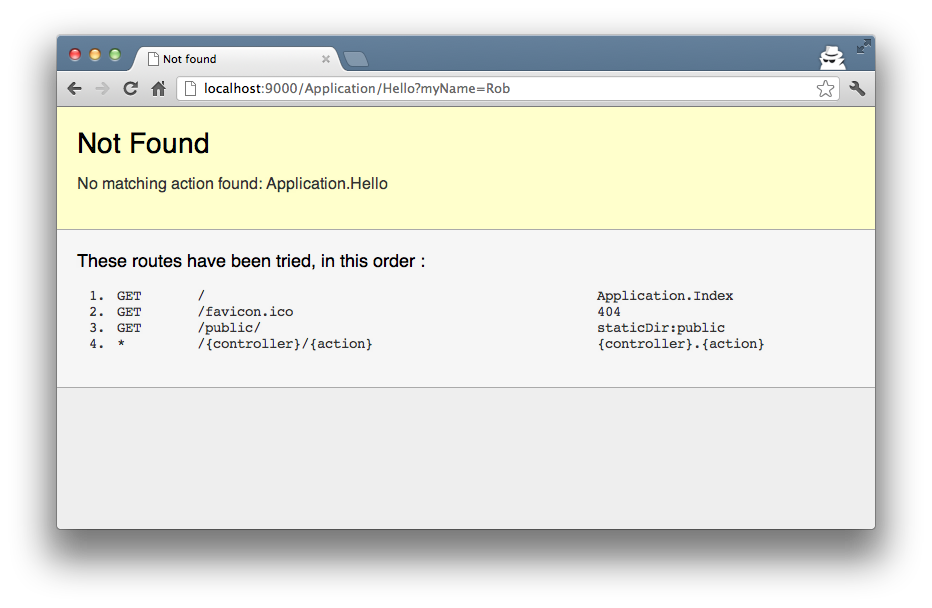 Not found
localhost:9000/Application/Hello?myName=Rob
Not Found
No matching action found: Application.Hello
These routes have been tried, in this order :
1. GET / Application.Index
2. GET /favicon.ico 404
3. GET /public/ staticDir:public
4. * /{controller}/{action} {controller}.{action}